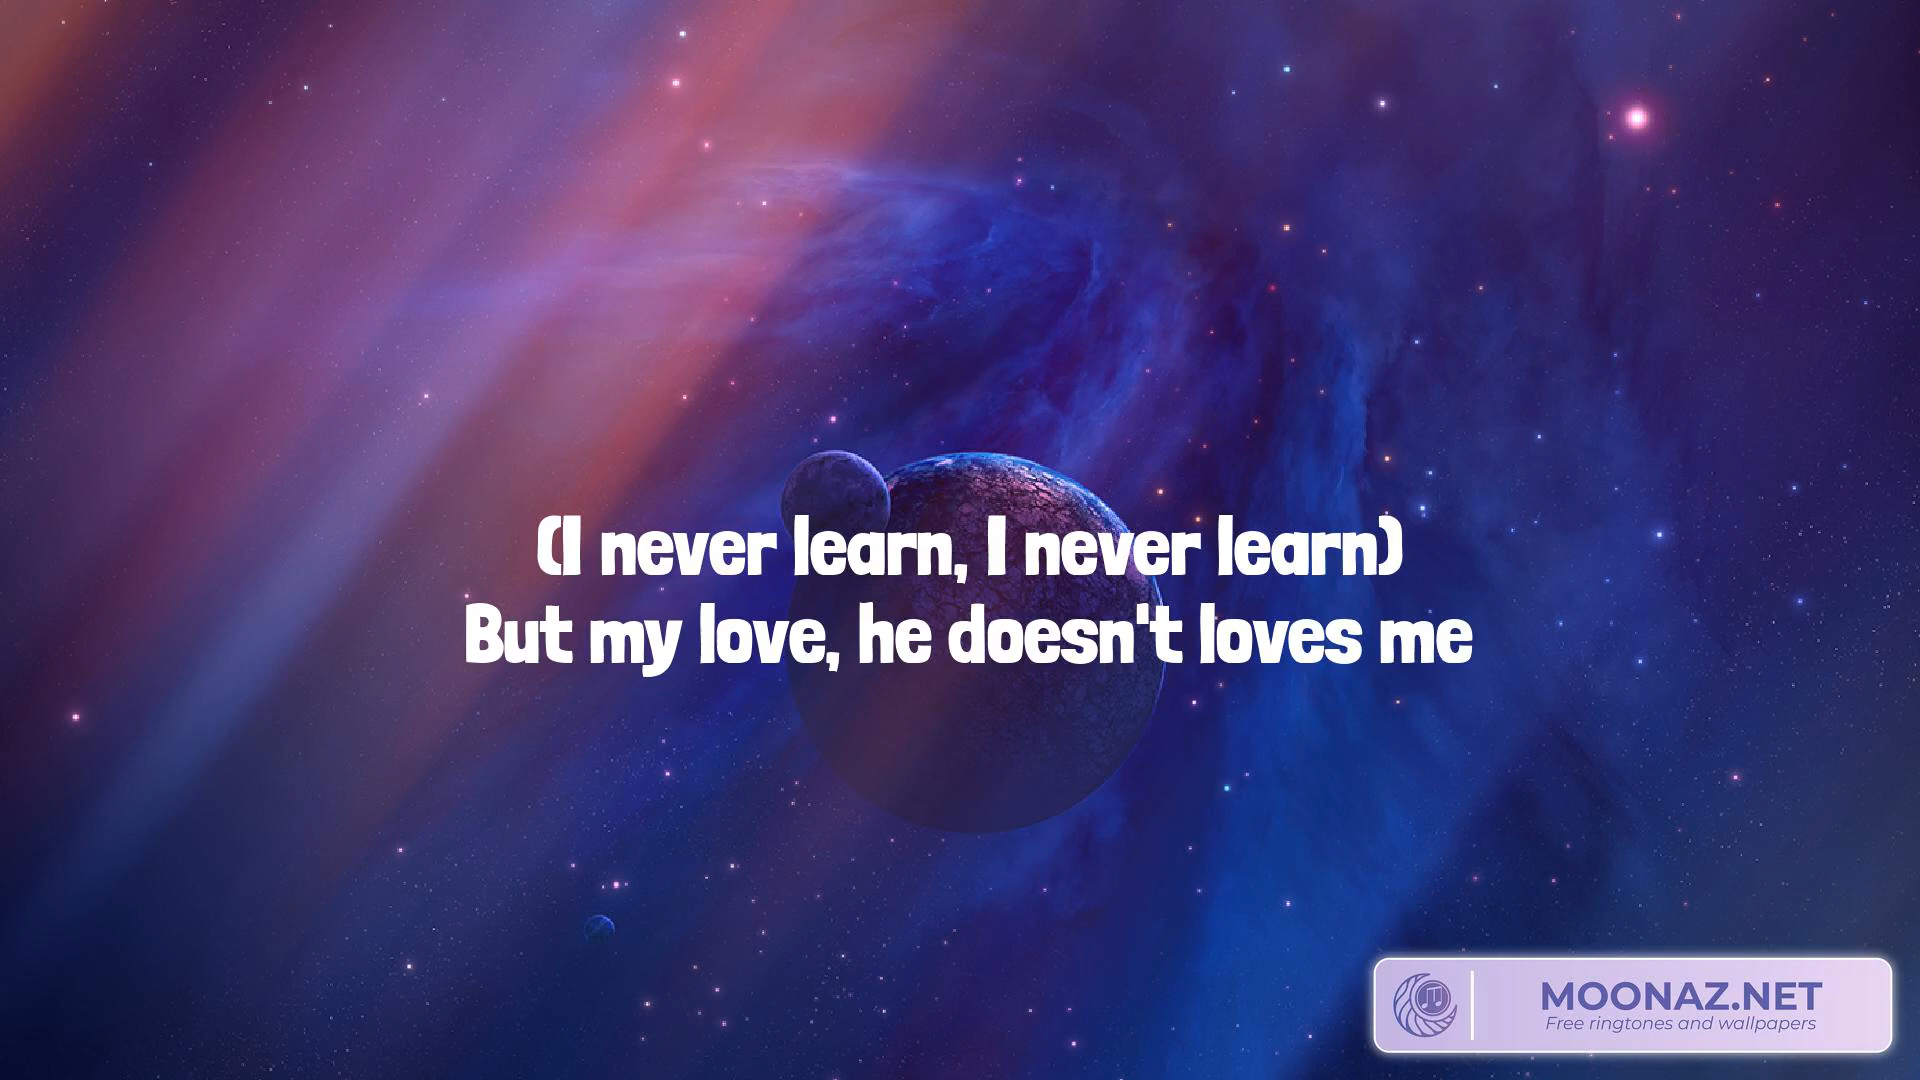 (I never learn, I never learn)
But my love, he doesn't loves me
MOONAZ.NET
Free ringtones and wallpapers